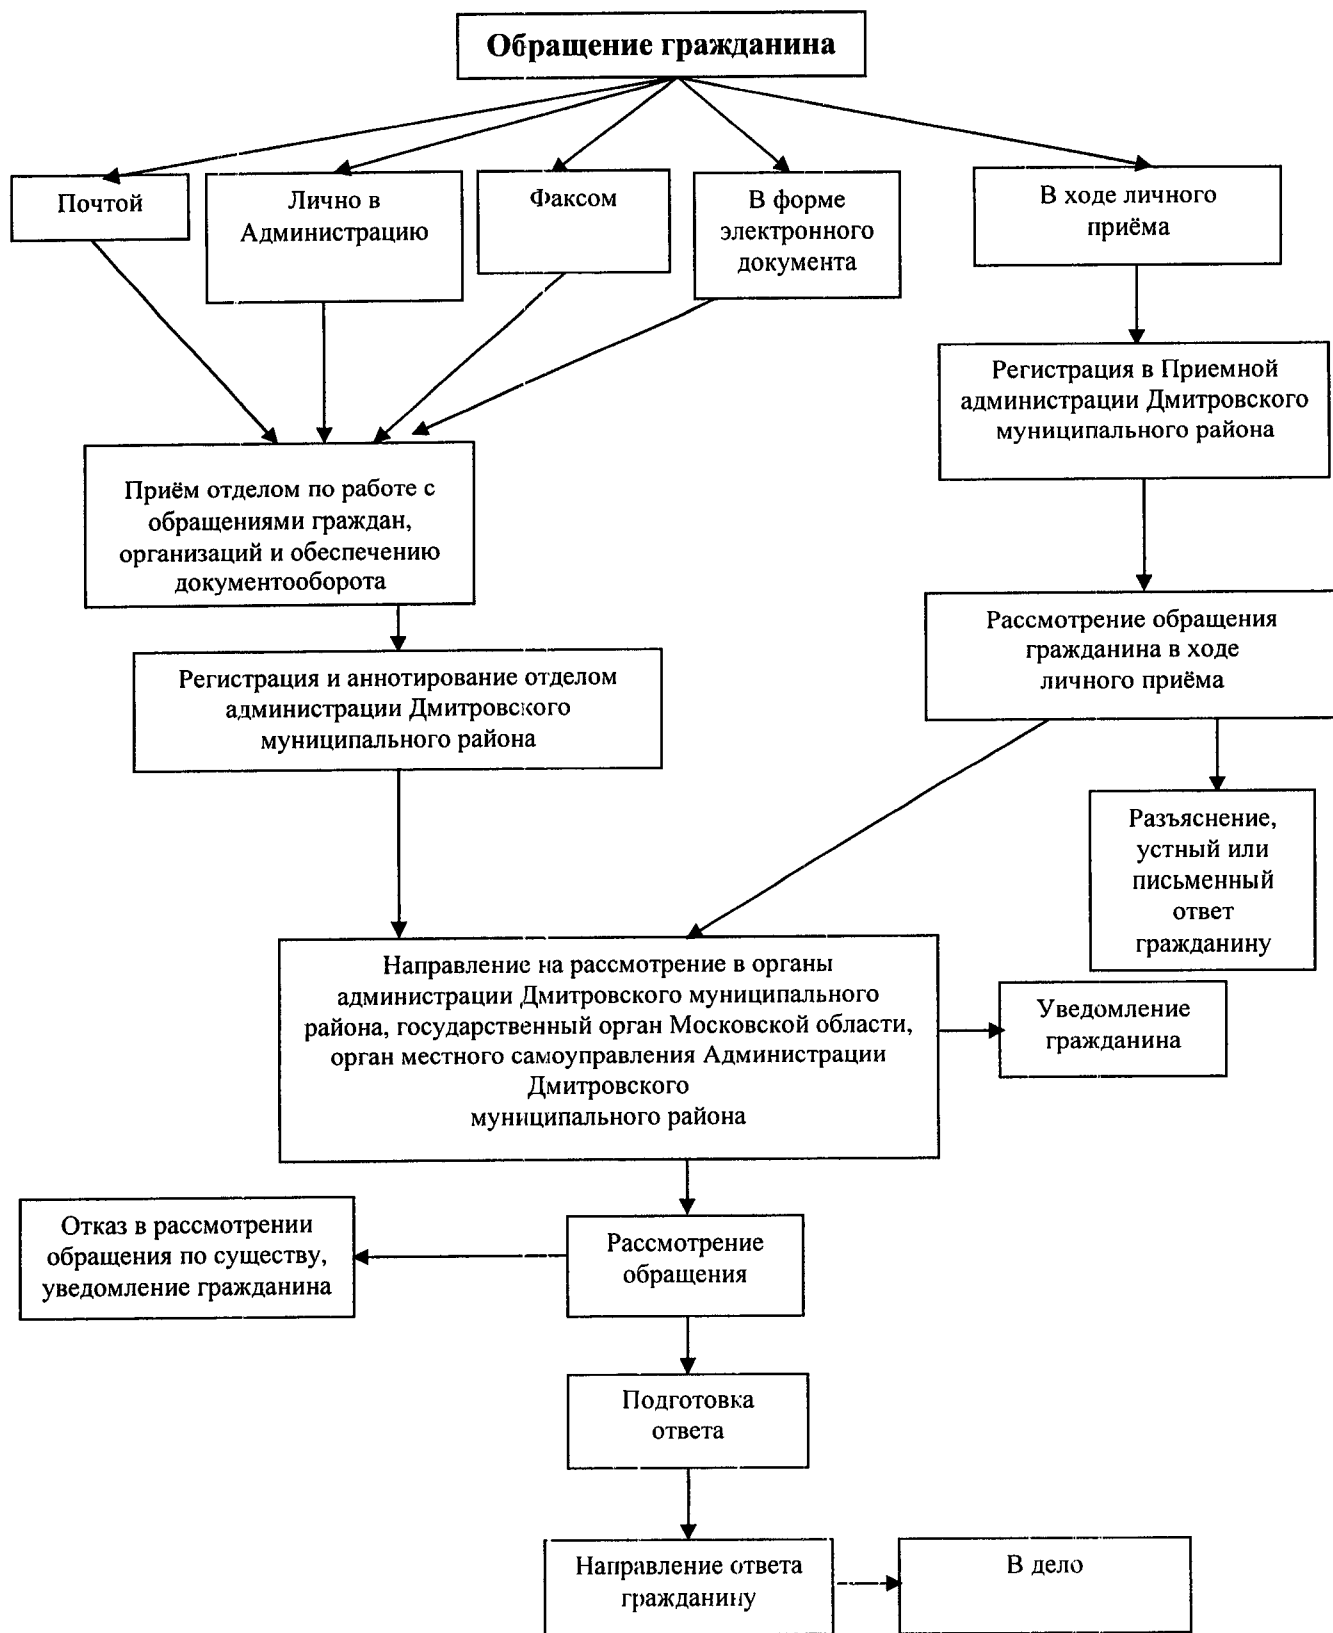 Обращение гражданина
Почтой
Лично в
Администрацию
Факсом
В форме
электронного
документа
В ходе личного
приёма
Регистрация в Приемной
администрации Дмитровского
муниципального района
Приём отделом по работе с
обращениями граждан,
организаций и обеспечению
документооборота
Рассмотрение обращения
гражданина в ходе
личного приёма
Регистрация и аннотирование отделом
администрации Дмитровского
муниципального района
Разъяснение,
устный или
письменный
ответ
гражданину
Направление на рассмотрение в органы
администрации Дмитровского муниципального
района, государственный орган Московской области,
орган местного самоуправления Администрации
Дмитровского
муниципального района
Уведомление
гражданина
Отказ в рассмотрении
обращения по существу,
уведомление гражданина
Рассмотрение
обращения
Подготовка
ответа
Направление ответа
гражданину
В дело